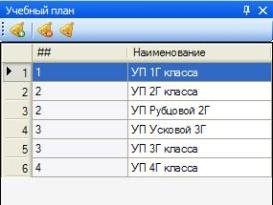 Учебный план
## Наименование
1 1 УП 1Г класса
2 2 УП 2Г класса
3 2 УП Рубцовой 2Г
4 3 УП Усковой 3Г
5 3 УП 3Г класса
6 4 УП 4Г класса